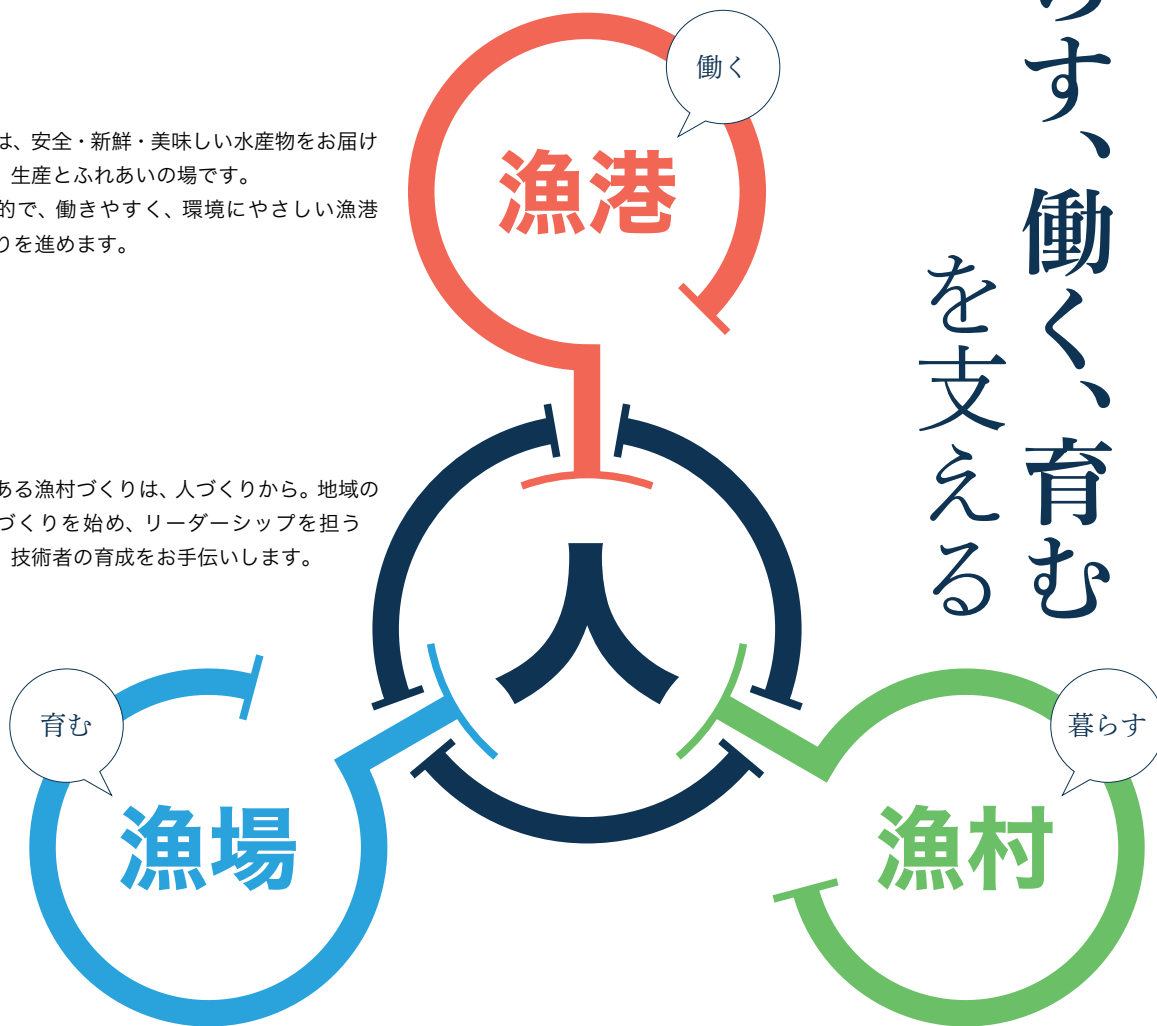 らす、働く、育む
を支える
働く
漁港
は、安全・新鮮・美味しい水産物をお届け
生産とふれあいの場です。
的で、働きやすく、環境にやさしい漁港
りを進めます。
ある漁村づくりは、人づくりから。地域の
づくりを始め、リーダーシップを担う
技術者の育成をお手伝いします。
人
育む
漁場
暮らす
漁村